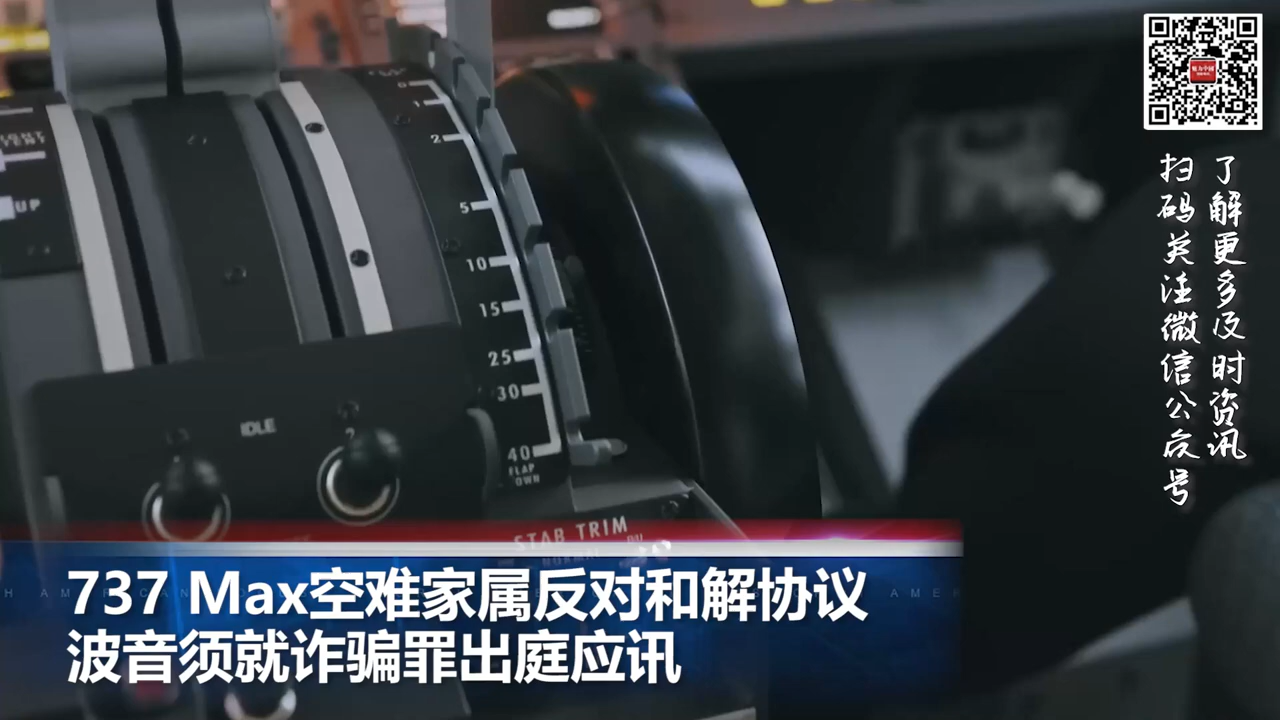 UP
0
1
2
5
10
15
25
30
40
FLAP
IDLE
2
STAB TRIM
NORMAL
737 Max空难家属反对和解协议
波音须就诈骗罪出庭应讯
了解更多及时资讯
扫码关注微信公众号